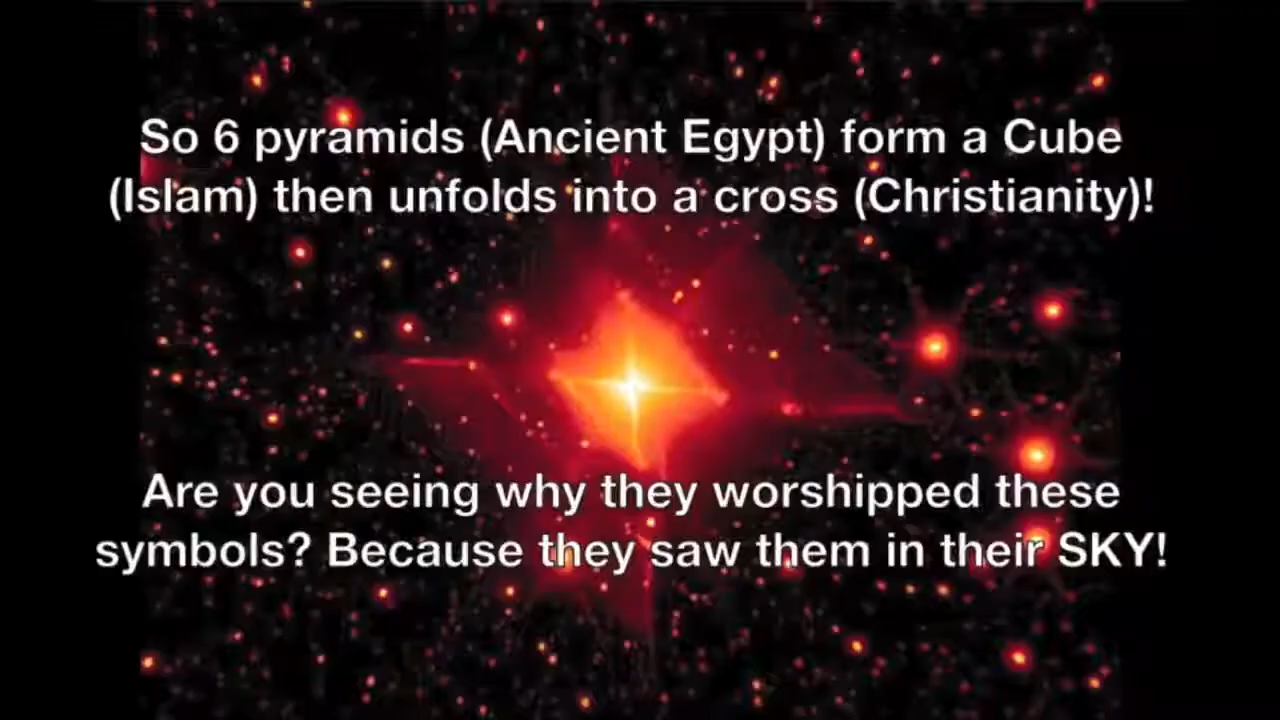 So 6 pyramids (Ancient Egypt) form a Cube
(Islam) then unfolds into a cross (Christianity)!
Are you seeing why they worshipped these
symbols? Because they saw them in their SKY!